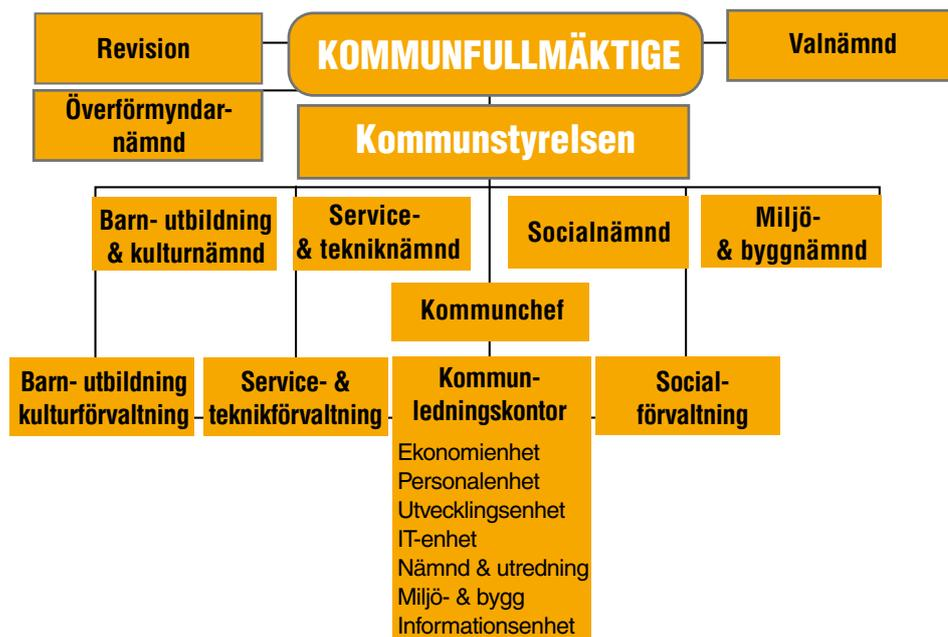 Revision
KOMMUNFULLMÄKTIGE
Valnämnd
Överförmyndar-
nämnd
Kommunstyrelsen
Barn- utbildning
& kulturnämnd
Service-
& tekniknämnd
Socialnämnd
Miljö-
& byggnämnd
Kommunchef
Barn- utbildning
kulturförvaltning
Service- &
teknikförvaltning
Kommun-
ledningskontor
Ekonomienhet
Personalenhet
Utvecklingsenhet
IT-enhet
Nämnd & utredning
Miljö- & bygg
Informationsenhet
Social-
förvaltning